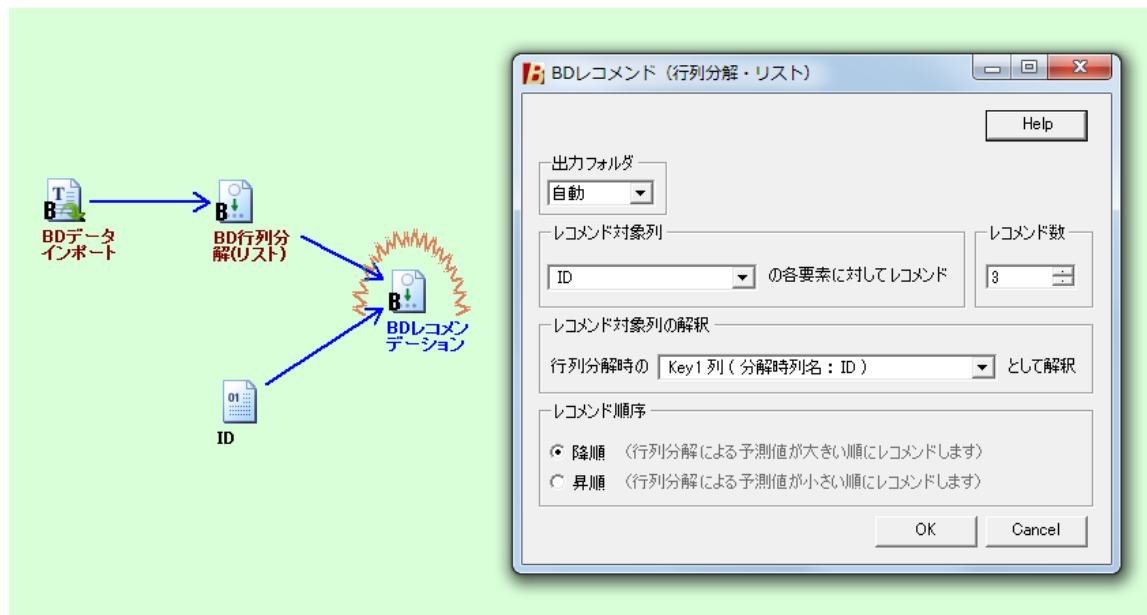 BDデータ
インポート
BD行列分
解(リスト)
BDレコメン
デーション
01
ID
BDレコメンド（行列分解・リスト）
Help
出力フォルダ
自動
レコメンド対象列
ID の各要素に対してレコメンド
レコメンド数
3
レコメンド対象列の解釈
行列分解時の Key1列(分解時列名：ID) として解釈
レコメンド順序
降順 （行列分解による予測値が大きい順にレコメンドします）
昇順 （行列分解による予測値が小さい順にレコメンドします）
OK Cancel